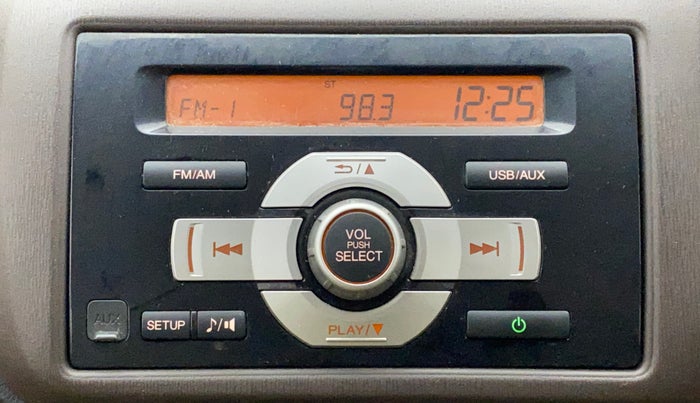 ST
FM-1 98.3 12:25
FM/AM
USB/AUX
VOL
PUSH
SELECT
AUX
SETUP
PLAY/